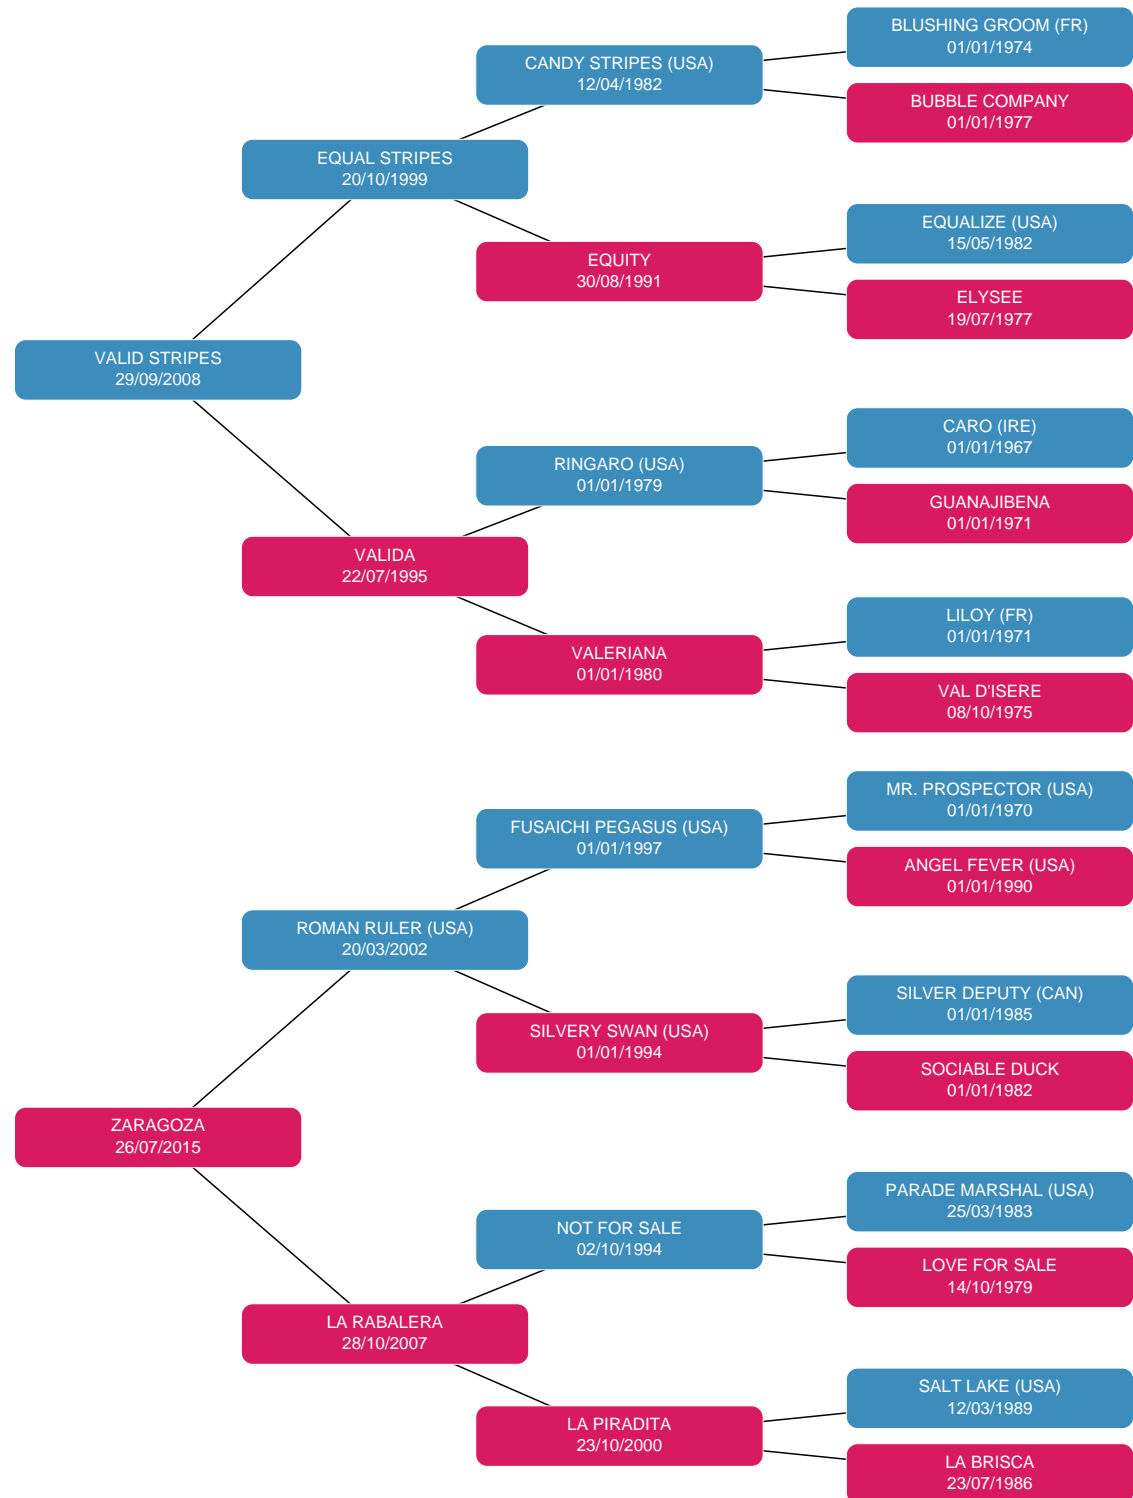 BLUSHING GROOM (FR)
01/01/1974
CANDY STRIPES (USA)
12/04/1982
BUBBLE COMPANY
01/01/1977
EQUAL STRIPES
20/10/1999
EQUALIZE (USA)
15/05/1982
EQUITY
30/08/1991
ELYSEE
19/07/1977
VALID STRIPES
29/09/2008
CARO (IRE)
01/01/1967
RINGARO (USA)
01/01/1979
GUANAJIBENA
01/01/1971
VALIDA
22/07/1995
LILOY (FR)
01/01/1971
VALERIANA
01/01/1980
VAL D'ISERE
08/10/1975
MR. PROSPECTOR (USA)
01/01/1970
FUSAICHI PEGASUS (USA)
01/01/1997
ANGEL FEVER (USA)
01/01/1990
ROMAN RULER (USA)
20/03/2002
SILVER DEPUTY (CAN)
01/01/1985
SILVERY SWAN (USA)
01/01/1994
SOCIABLE DUCK
01/01/1982
ZARAGOZA
26/07/2015
PARADE MARSHAL (USA)
25/03/1983
NOT FOR SALE
02/10/1994
LOVE FOR SALE
14/10/1979
LA RABALERA
28/10/2007
SALT LAKE (USA)
12/03/1989
LA PIRADITA
23/10/2000
LA BRISCA
23/07/1986